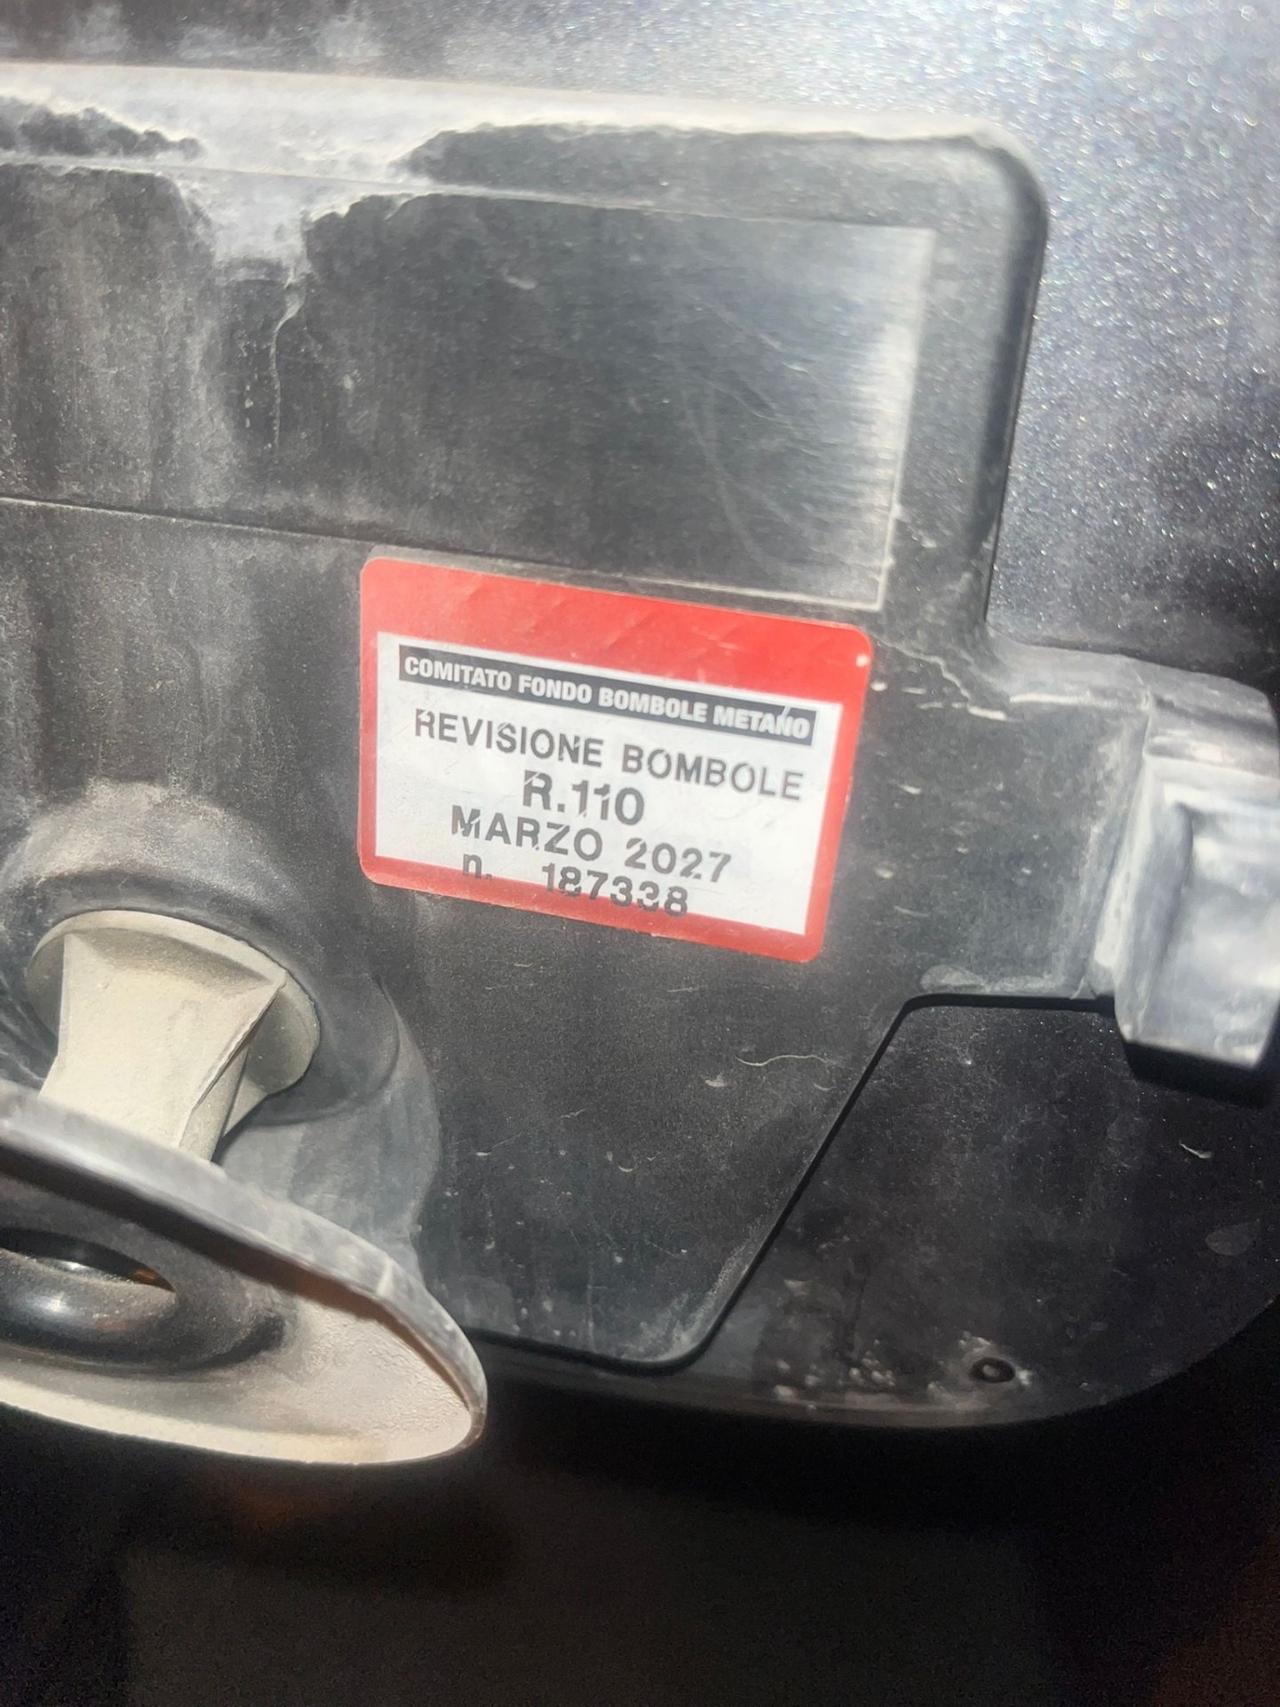 COMITATO FONDO BOMBOLE METANO
REVISIONE BOMBOLE
R.110
MARZO 2027
n. 187338